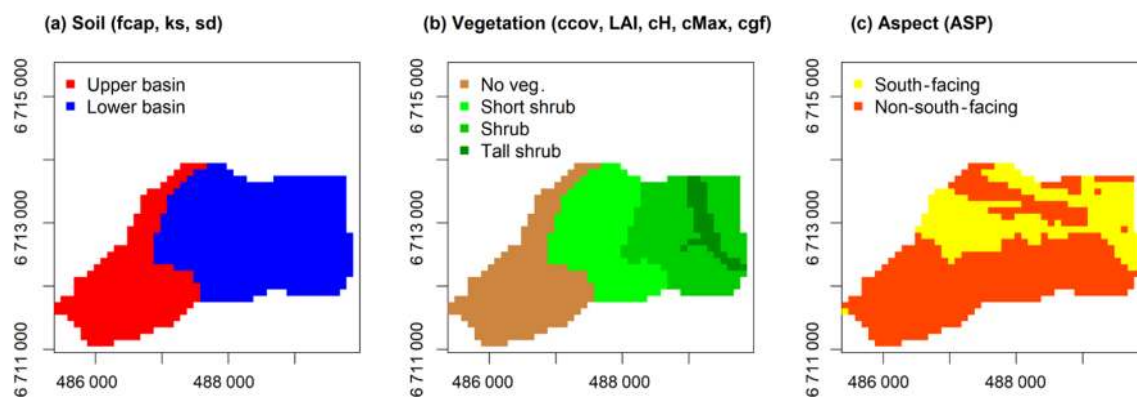 (a) Soil (fcap, ks, sd)
Upper basin
Lower basin
6 715 000
6 713 000
6 711 000
486 000
488 000
(b) Vegetation (ccov, LAI, cH, cMax, cgf)
No veg.
Short shrub
Shrub
Tall shrub
6 715 000
6 713 000
6 711 000
486 000
488 000
(c) Aspect (ASP)
South-facing
Non-south-facing
6 715 000
6 713 000
6 711 000
486 000
488 000